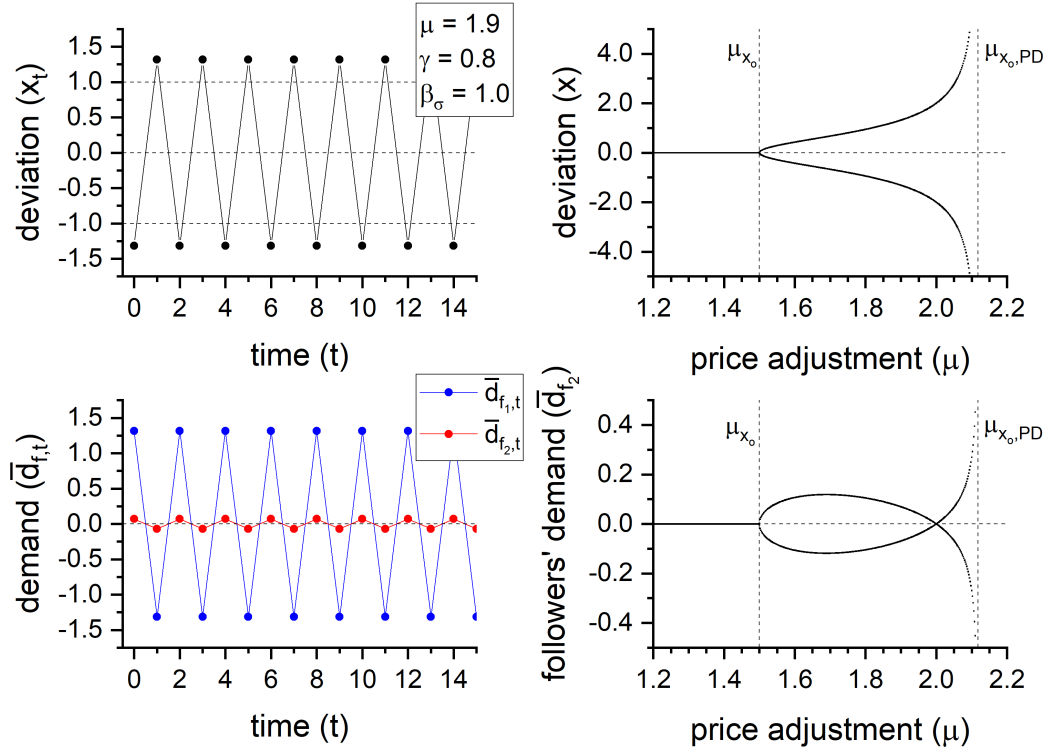 deviation (xₜ)
1.5
1.0
0.5
0.0
-0.5
-1.0
-1.5
0 2 4 6 8 10 12 14
time (t)
μ = 1.9
γ = 0.8
β_σ = 1.0
deviation (x)
4.0
2.0
0.0
-2.0
-4.0
1.2 1.4 1.6 1.8 2.0 2.2
price adjustment (μ)
μ_{x_o}
μ_{x_o,PD}
demand (d̅_{f,t})
1.5
1.0
0.5
0.0
-0.5
-1.0
-1.5
0 2 4 6 8 10 12 14
time (t)
d̅_{f₁,t}
d̅_{f₂,t}
followers' demand (d̅_{f₂})
0.4
0.2
0.0
-0.2
-0.4
1.2 1.4 1.6 1.8 2.0 2.2
price adjustment (μ)
μ_{x_o}
μ_{x_o,PD}